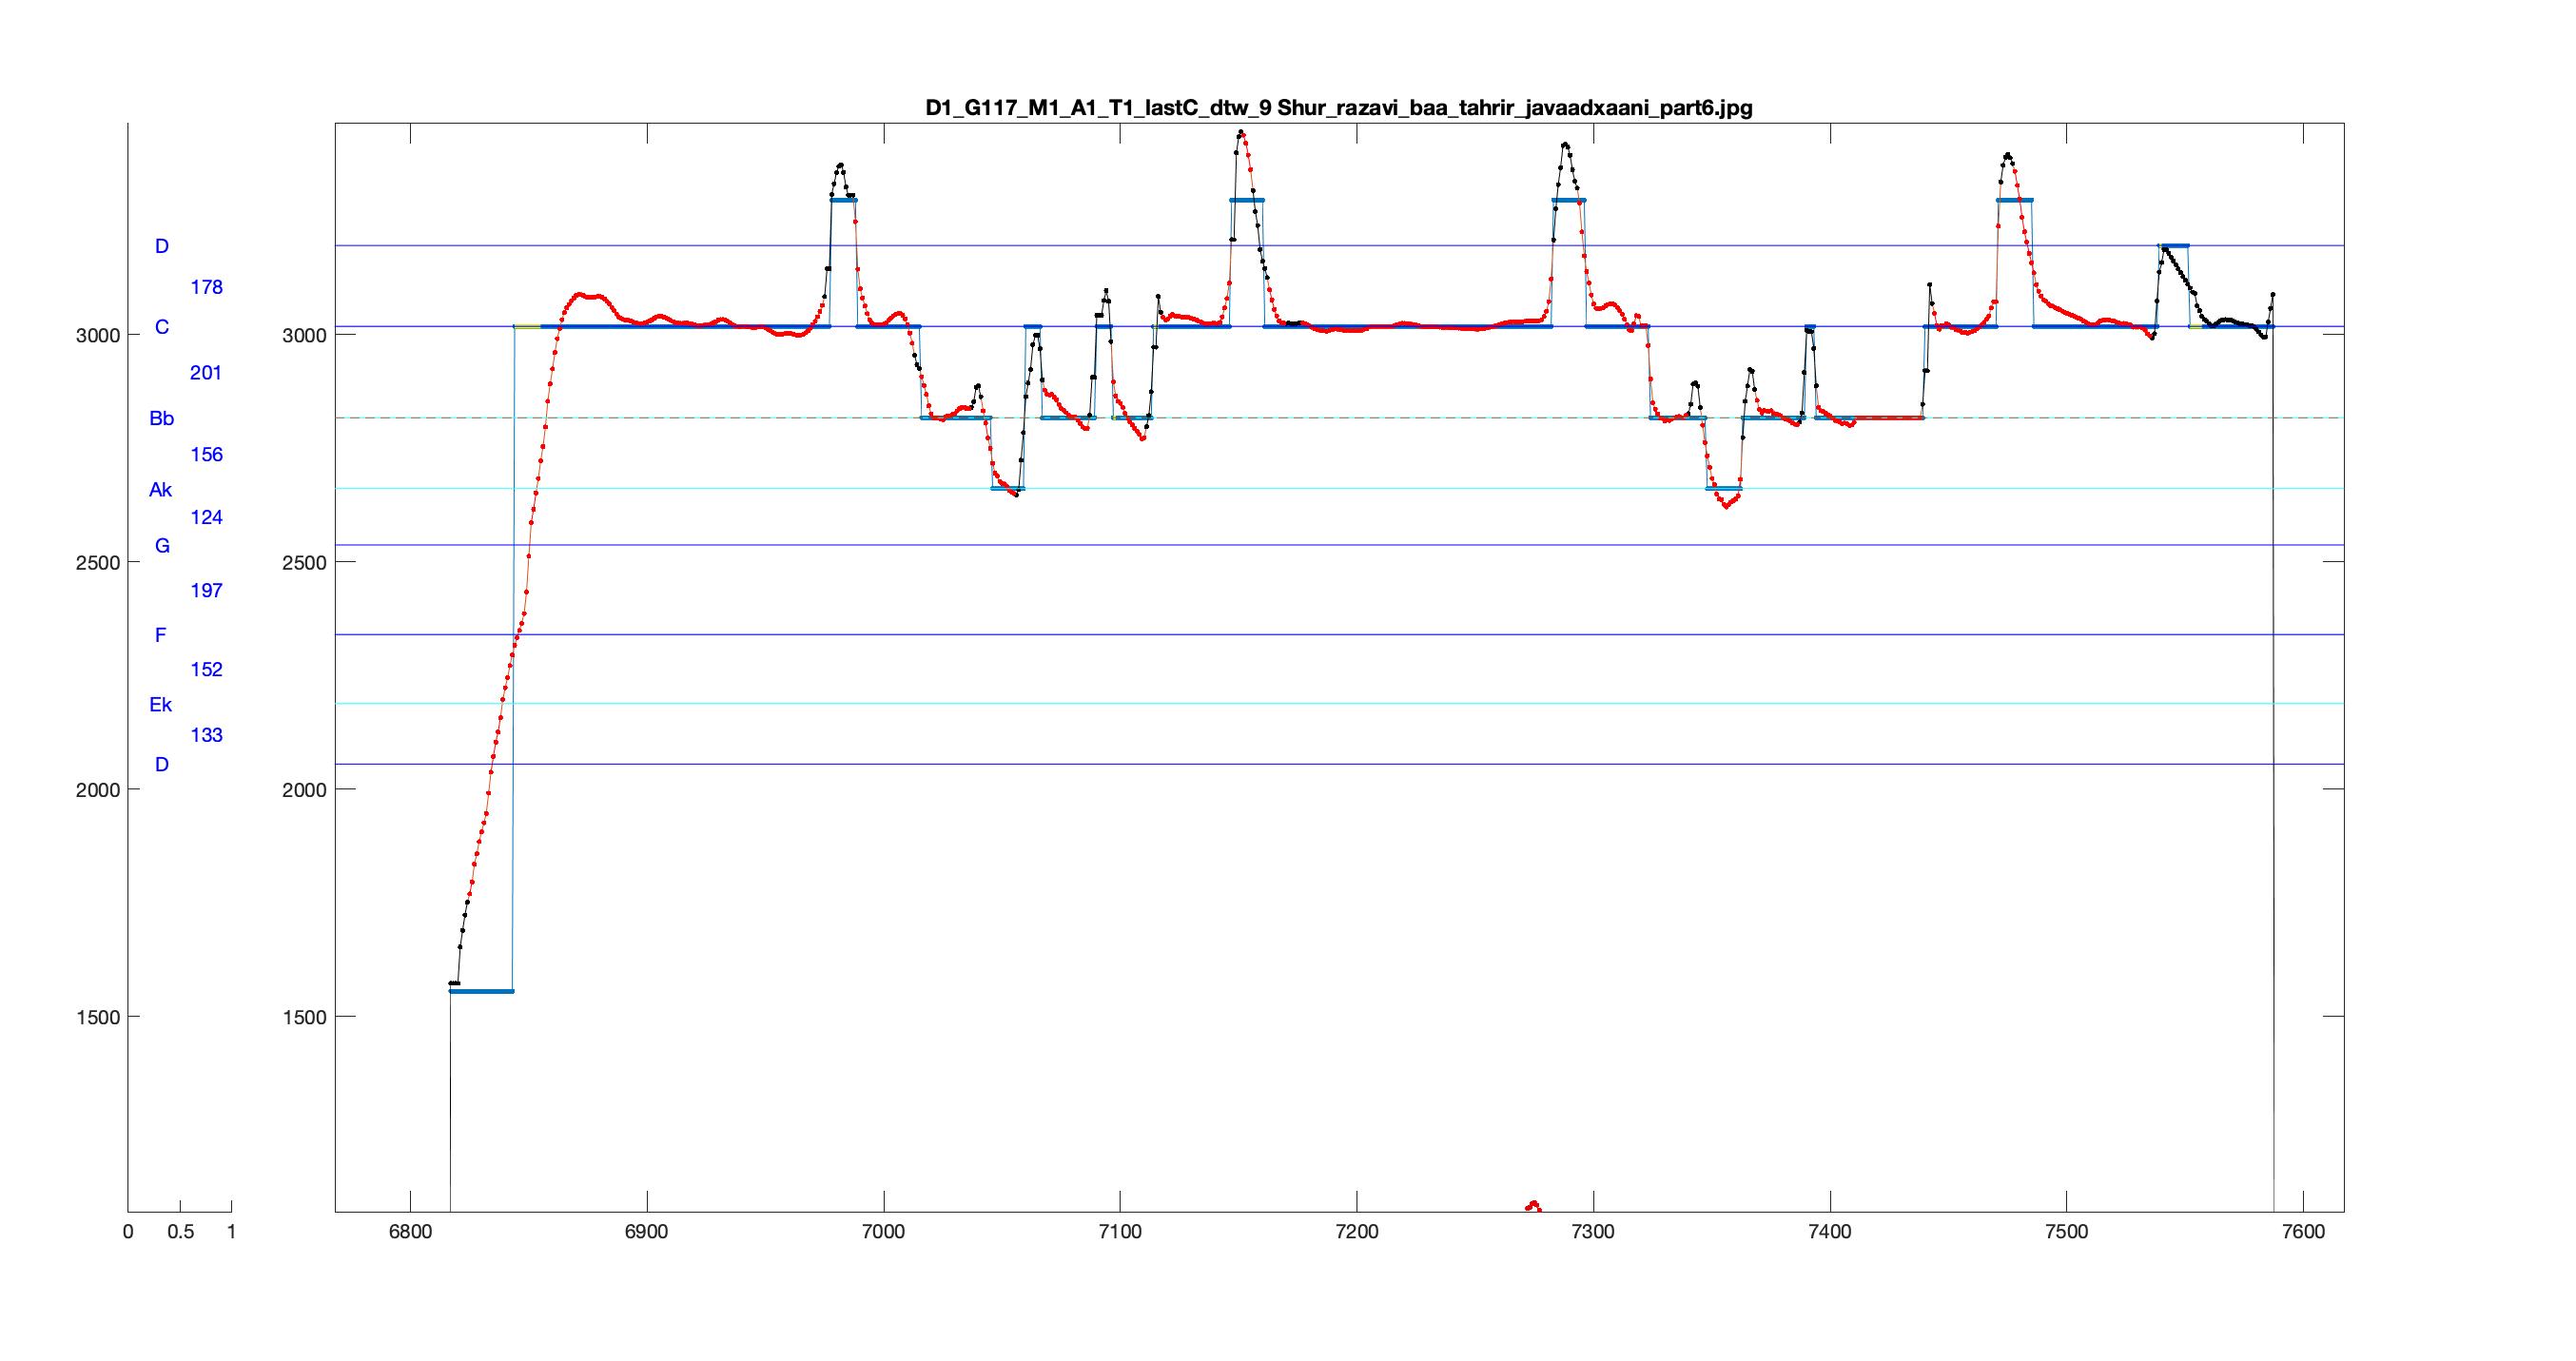 D1_G117_M1_A1_T1_lastC_dtw_9 Shur_razavi_baa_tahrir_javaadxaani_part6.jpg
D
178
C
3000 3000
201
Bb
156
Ak
124
G
2500 2500
197
F
152
Ek
133
D
2000 2000
1500 1500
0 0.5 1 6800 6900 7000 7100 7200 7300 7400 7500 7600